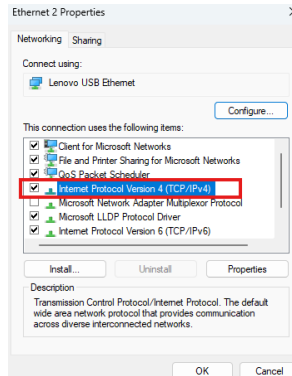 Ethernet 2 Properties
Networking Sharing
Connect using:
Lenovo USB Ethernet
Configure...
This connection uses the following items:
Client for Microsoft Networks
File and Printer Sharing for Microsoft Networks
QoS Packet Scheduler
Internet Protocol Version 4 (TCP/IPv4)
Microsoft Network Adapter Multiplexor Protocol
Microsoft LLDP Protocol Driver
Internet Protocol Version 6 (TCP/IPv6)
Install... Uninstall Properties
Description
Transmission Control Protocol/Internet Protocol. The default
wide area network protocol that provides communication
across diverse interconnected networks.
OK Cancel